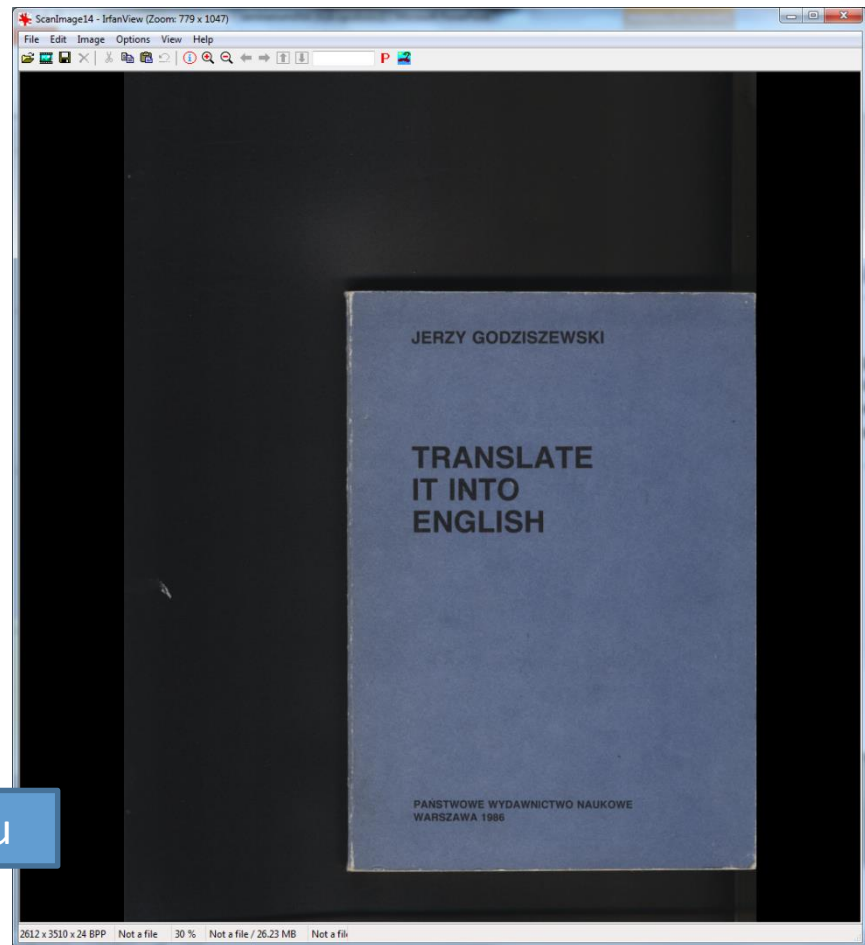 ScanImage14 - IrfanView (Zoom: 779 x 1047)
File Edit Image Options View Help
P
JERZY GODZISZEWSKI
TRANSLATE
IT INTO
ENGLISH
PAŃSTWOWE WYDAWNICTWO NAUKOWE
WARSZAWA 1986
u
2612 x 3510 x 24 BPP Not a file 30 % Not a file / 26.23 MB Not a file